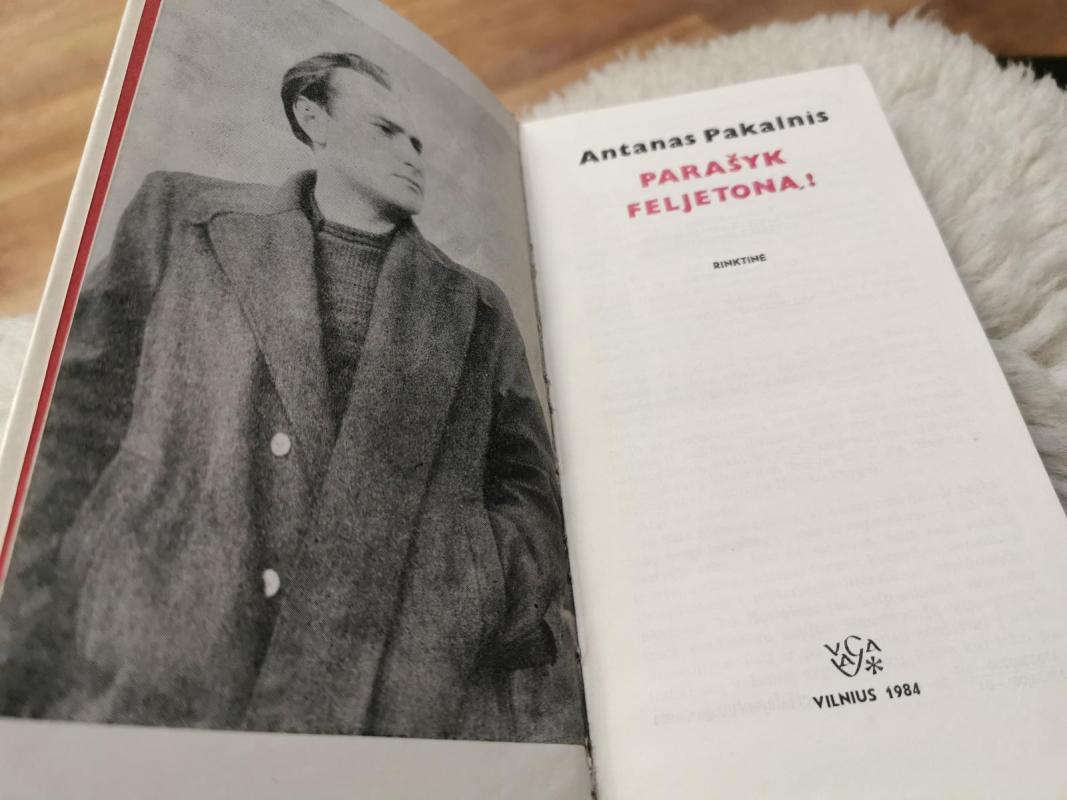 Antanas Pakalnis
PARAŠYK
FELJETONĄ!
RINKTINĖ
VAGA
VILNIUS 1984